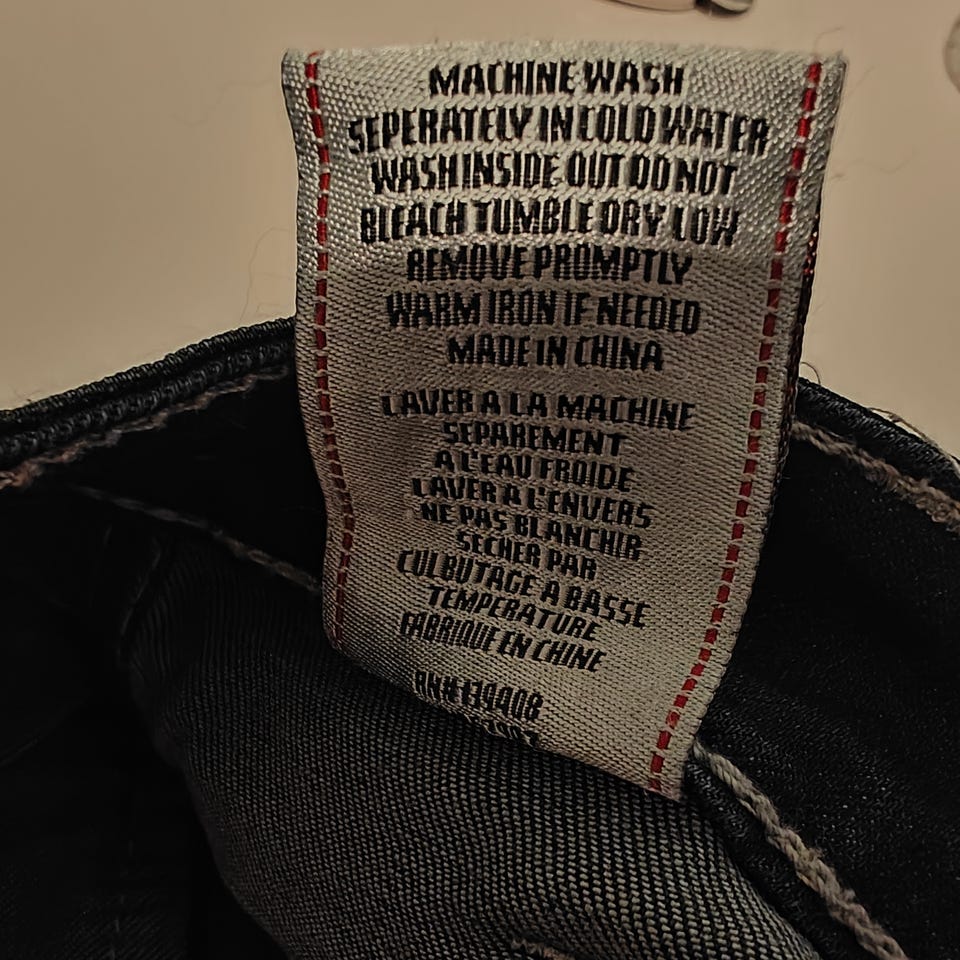 MACHINE WASH
SEPERATELY IN COLD WATER
WASH INSIDE OUT DO NOT
BLEACH TUMBLE DRY LOW
REMOVE PROMPTLY
WARM IRON IF NEEDED
MADE IN CHINA
LAVER A LA MACHINE
SEPAREMENT
A L'EAU FROIDE
LAVER A L'ENVERS
NE PAS BLANCHIR
SECHER PAR
CULBUTAGE A BASSE
TEMPERATURE
FABRIQUE EN CHINE
RN# 139408